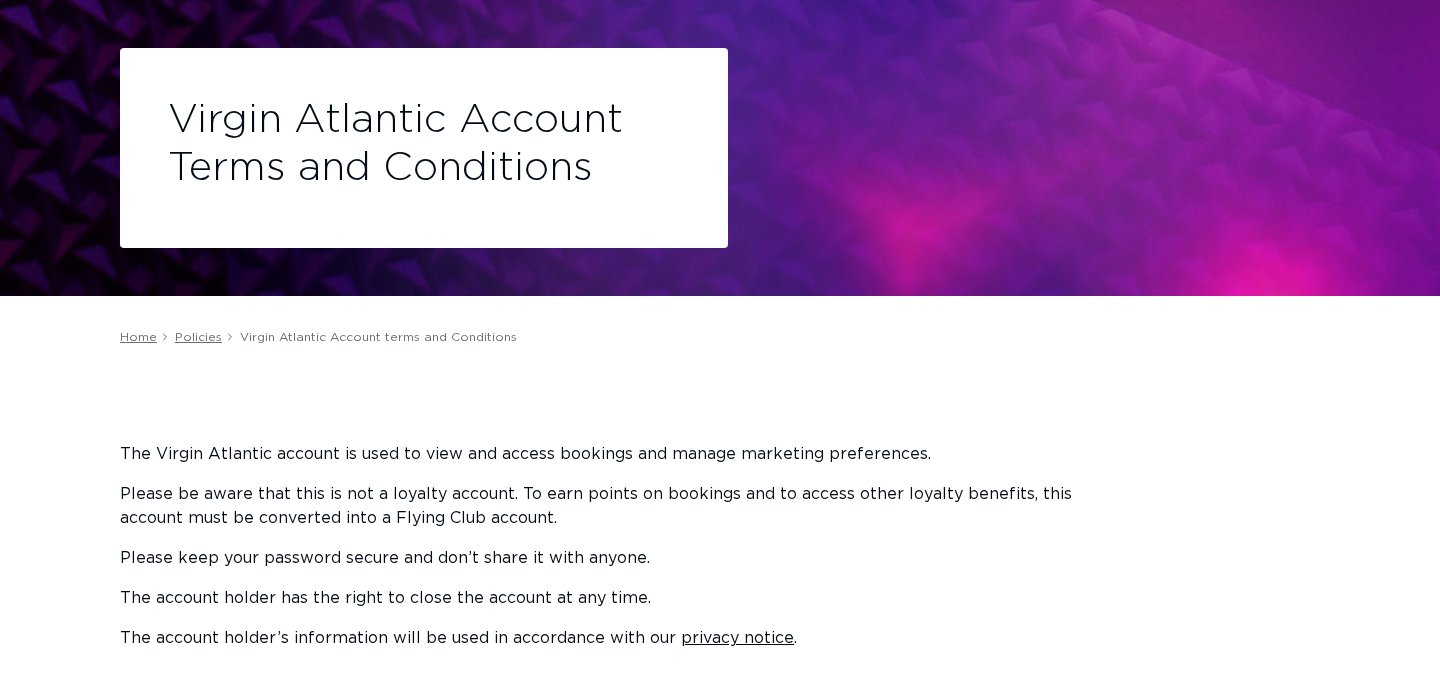 Virgin Atlantic Account
Terms and Conditions
Home > Policies > Virgin Atlantic Account terms and Conditions
The Virgin Atlantic account is used to view and access bookings and manage marketing preferences.
Please be aware that this is not a loyalty account. To earn points on bookings and to access other loyalty benefits, this
account must be converted into a Flying Club account.
Please keep your password secure and don’t share it with anyone.
The account holder has the right to close the account at any time.
The account holder’s information will be used in accordance with our privacy notice.